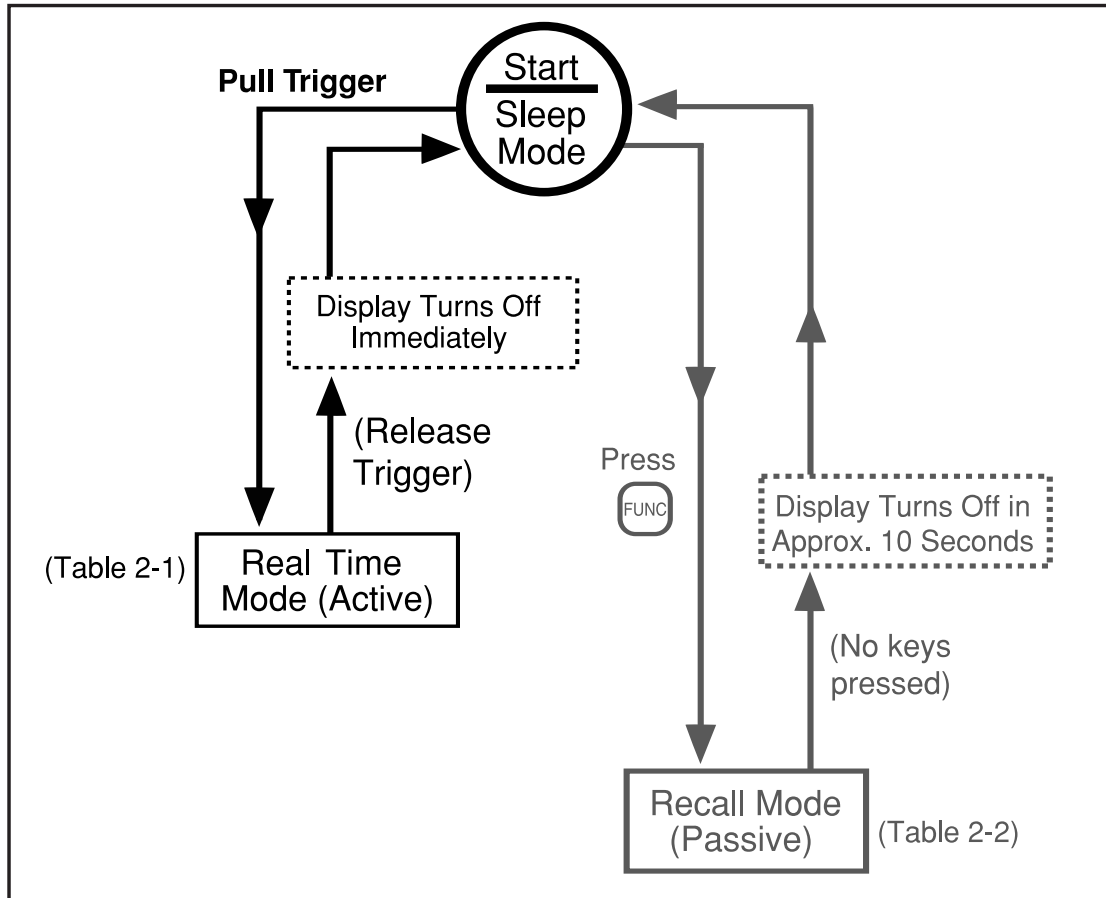 Start
Sleep
Mode
Pull Trigger
Display Turns Off
Immediately
(Release
Trigger)
(Table 2-1)
Real Time
Mode (Active)
Press
FUNC
Display Turns Off in
Approx. 10 Seconds
(No keys
pressed)
Recall Mode
(Passive)
(Table 2-2)